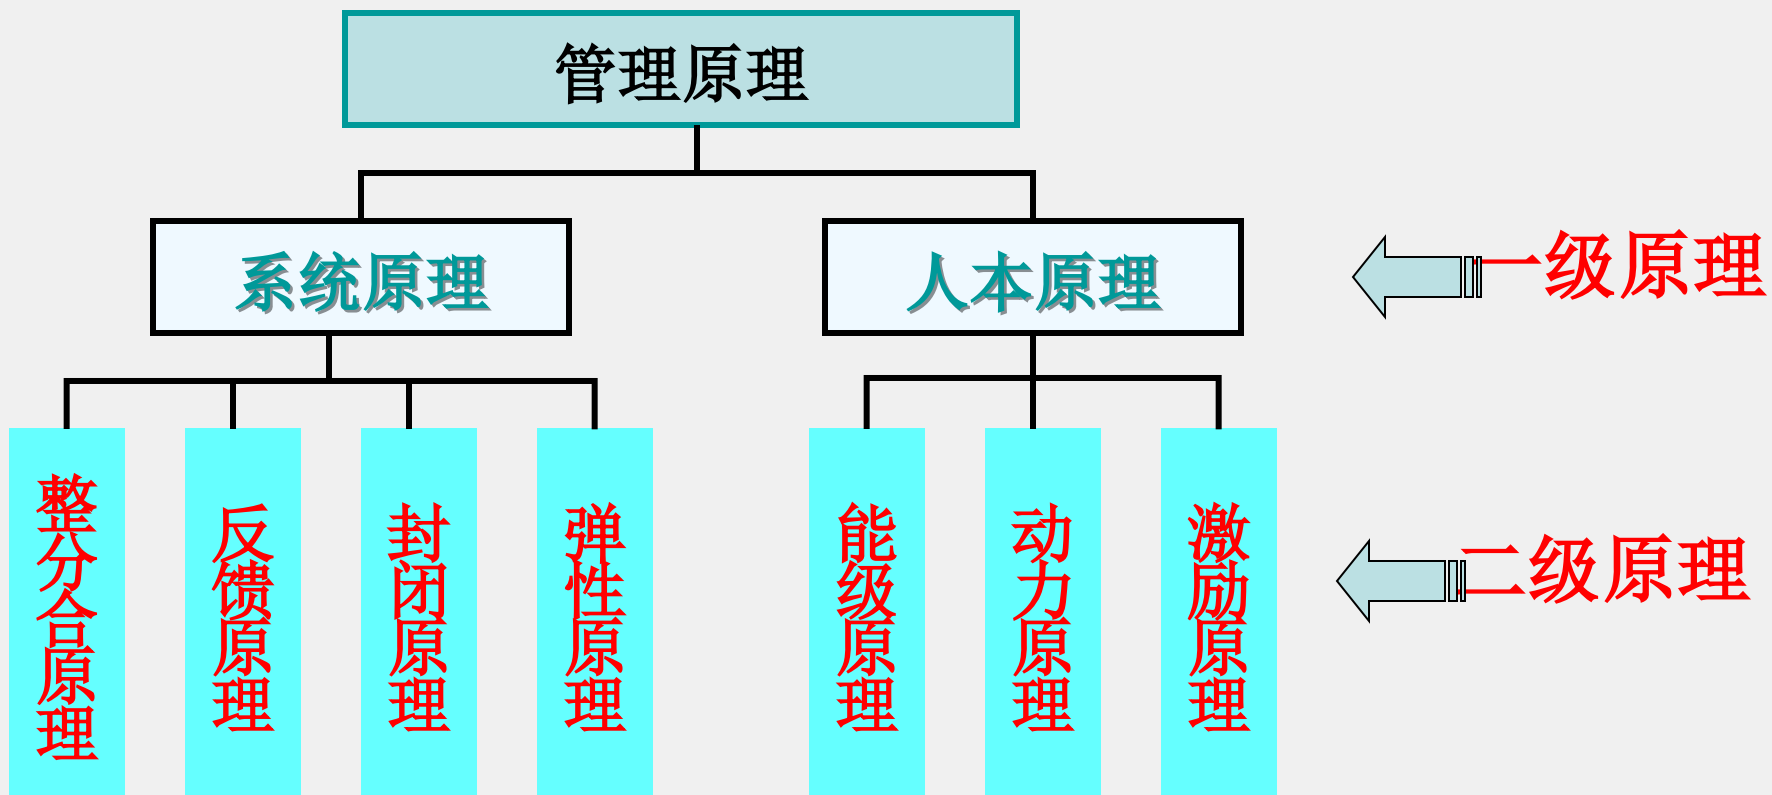 管理原理
系统原理
人本原理
一级原理
整分合原理
反馈原理
封闭原理
弹性原理
能级原理
动力原理
激励原理
二级原理